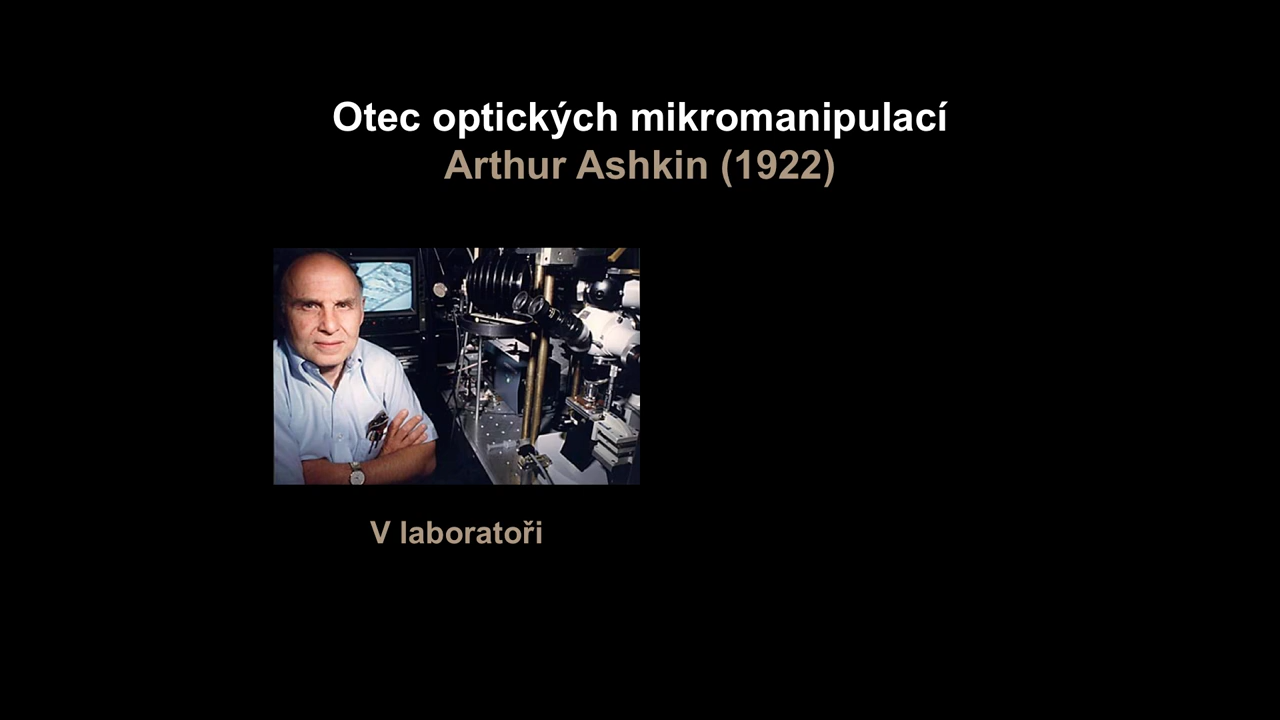 Otec optických mikromanipulací
Arthur Ashkin (1922)
V laboratoři